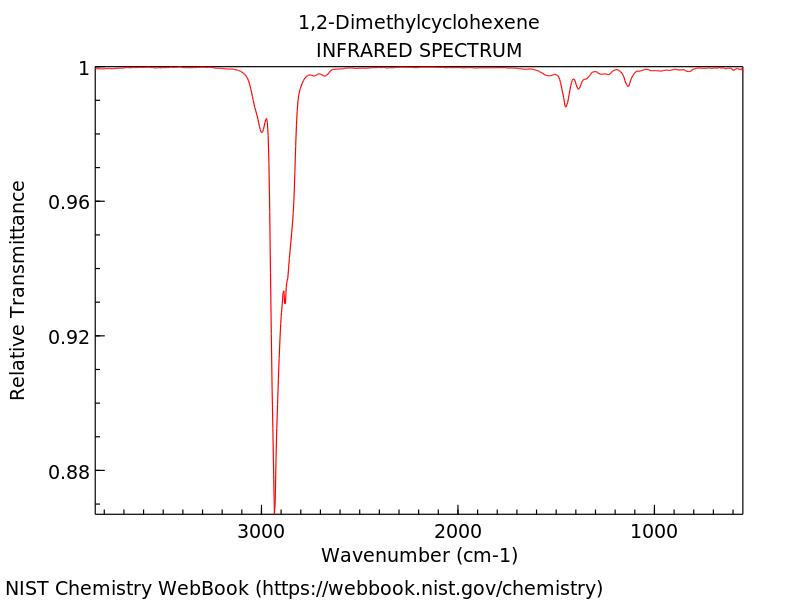 1,2-Dimethylcyclohexene
INFRARED SPECTRUM
1
0.96
0.92
0.88
Relative Transmittance
3000 2000 1000
Wavenumber (cm-1)
NIST Chemistry WebBook (https://webbook.nist.gov/chemistry)